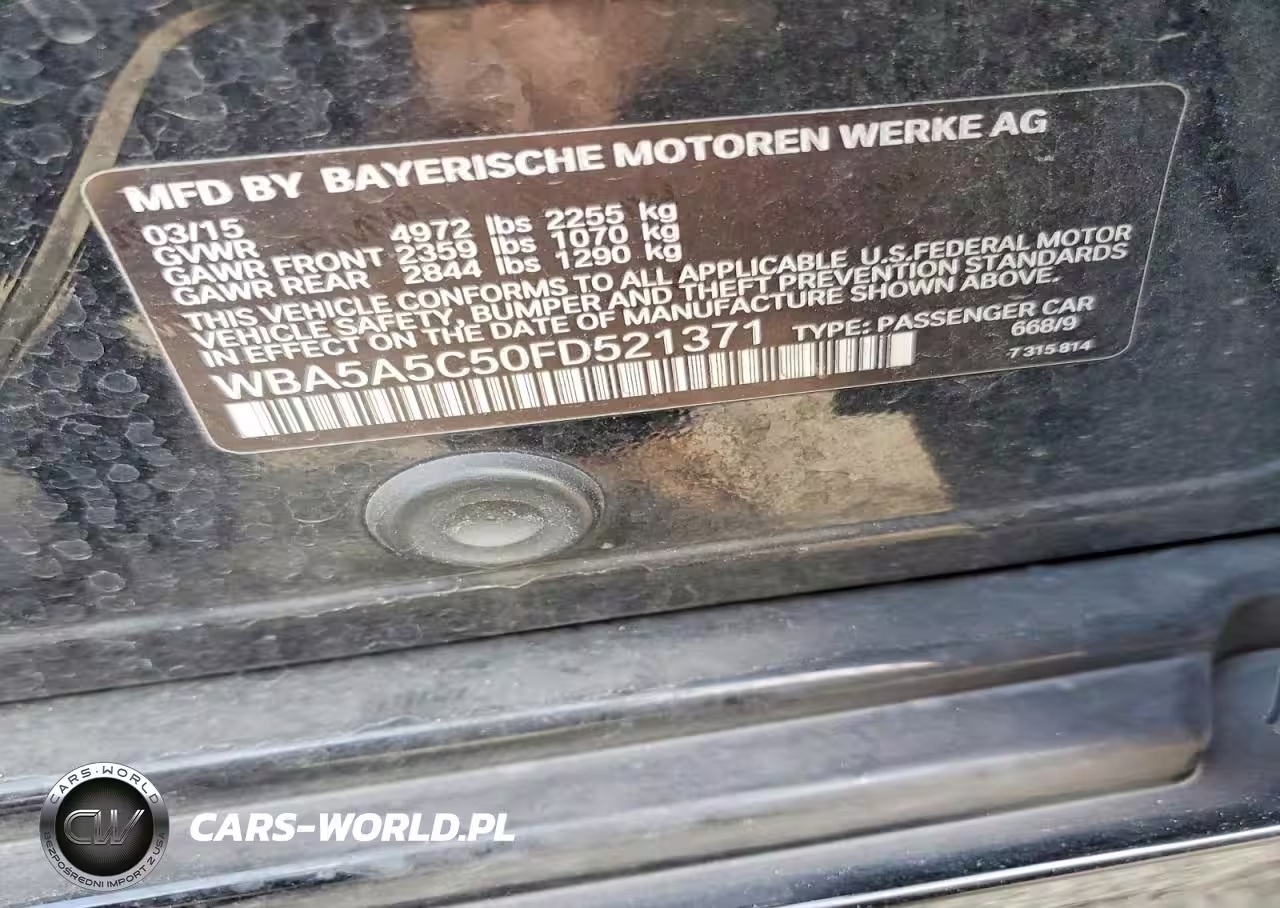 MFD BY BAYERISCHE MOTOREN WERKE AG
03/15
GVWR 4972 lbs 2255 kg
GAWR FRONT 2359 lbs 1070 kg
GAWR REAR 2844 lbs 1290 kg
THIS VEHICLE CONFORMS TO ALL APPLICABLE U.S.FEDERAL MOTOR
VEHICLE SAFETY, BUMPER AND THEFT PREVENTION STANDARDS
IN EFFECT ON THE DATE OF MANUFACTURE SHOWN ABOVE.
WBA5A5C50FD521371 TYPE: PASSENGER CAR
668/9
7 315 814
CARS-WORLD
CW
BEZPOŚREDNI IMPORT Z USA
CARS-WORLD.PL